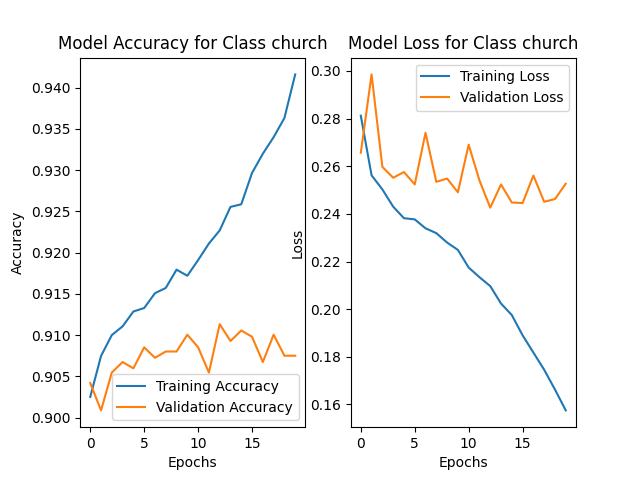 Model Accuracy for Class church
Accuracy
0.940
0.935
0.930
0.925
0.920
0.915
0.910
0.905
0.900
Training Accuracy
Validation Accuracy
0 5 10 15
Epochs
Model Loss for Class church
Loss
0.30
0.28
0.26
0.24
0.22
0.20
0.18
0.16
Training Loss
Validation Loss
0 5 10 15
Epochs